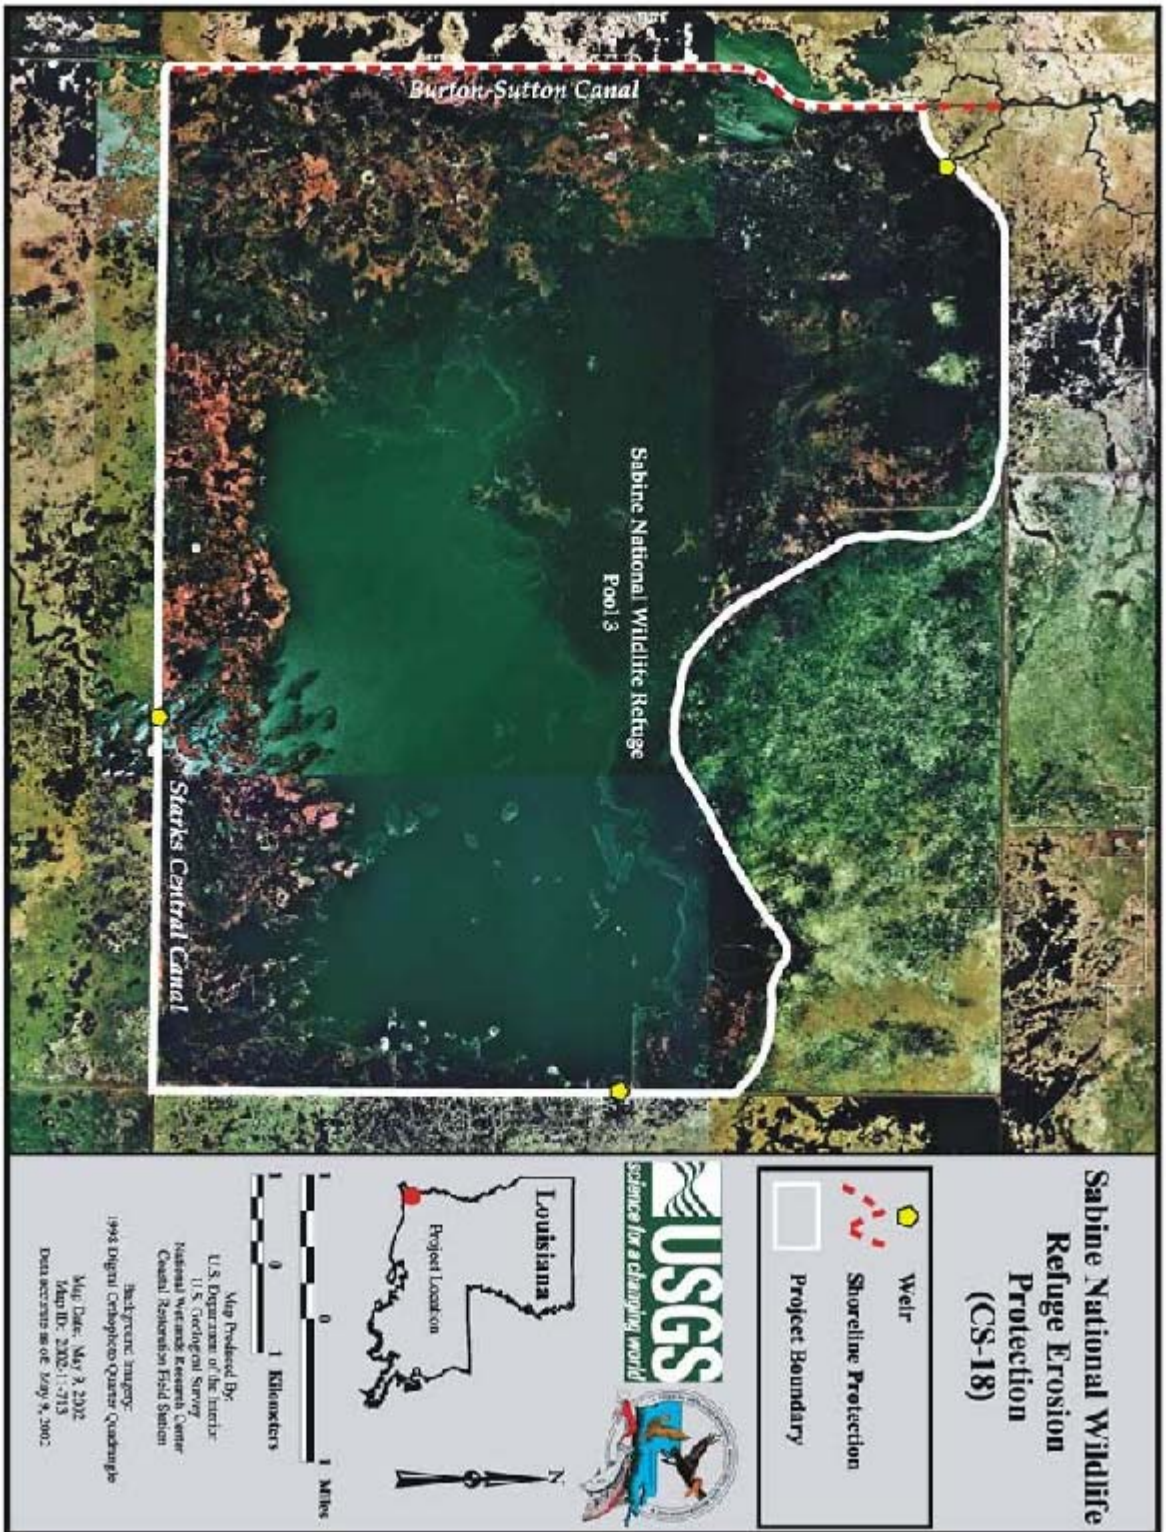 Burton-Sutton Canal
Sabine National Wildlife Refuge
Pool 3
Starks Central Canal
Sabine National Wildlife
Refuge Erosion
Protection
(CS-18)
Weir
Shoreline Protection
Project Boundary
USGS
science for a changing world
Louisiana
Project Location
N
1 0 1 Miles
1 0 1 Kilometers
Map Produced By:
U.S. Department of the Interior
U.S. Geological Survey
National Wetlands Research Center
Coastal Restoration Field Station
Background Imagery:
1998 Digital Orthophoto Quarter Quadrangle
Map Date: May 9, 2002
Map ID: 2002-11-713
Data accurate as of: May 9, 2002